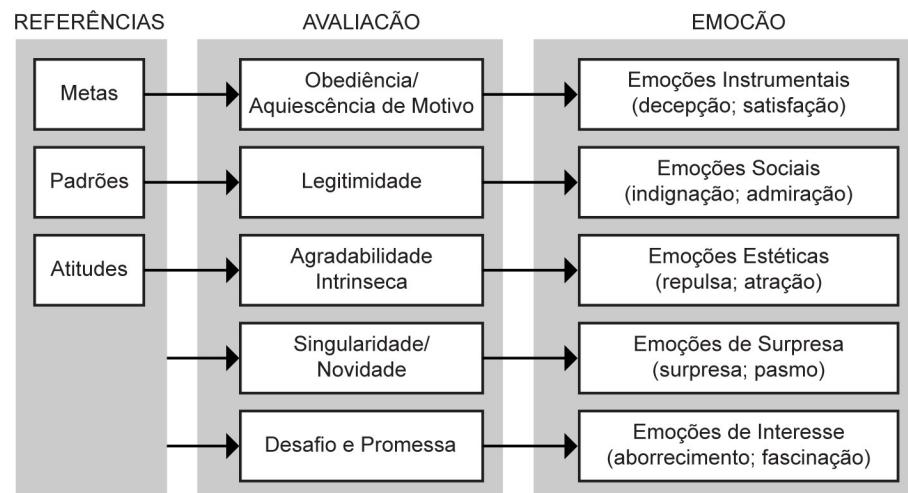 REFERÊNCIAS
AVALIACÃO
EMOCÃO
Metas
Obediência/
Aquiescência de Motivo
Emoções Instrumentais
(decepção; satisfação)
Padrões
Legitimidade
Emoções Sociais
(indignação; admiração)
Atitudes
Agradabilidade
Intrinseca
Emoções Estéticas
(repulsa; atração)
Singularidade/
Novidade
Emoções de Surpresa
(surpresa; pasmo)
Desafio e Promessa
Emoções de Interesse
(aborrecimento; fascinação)